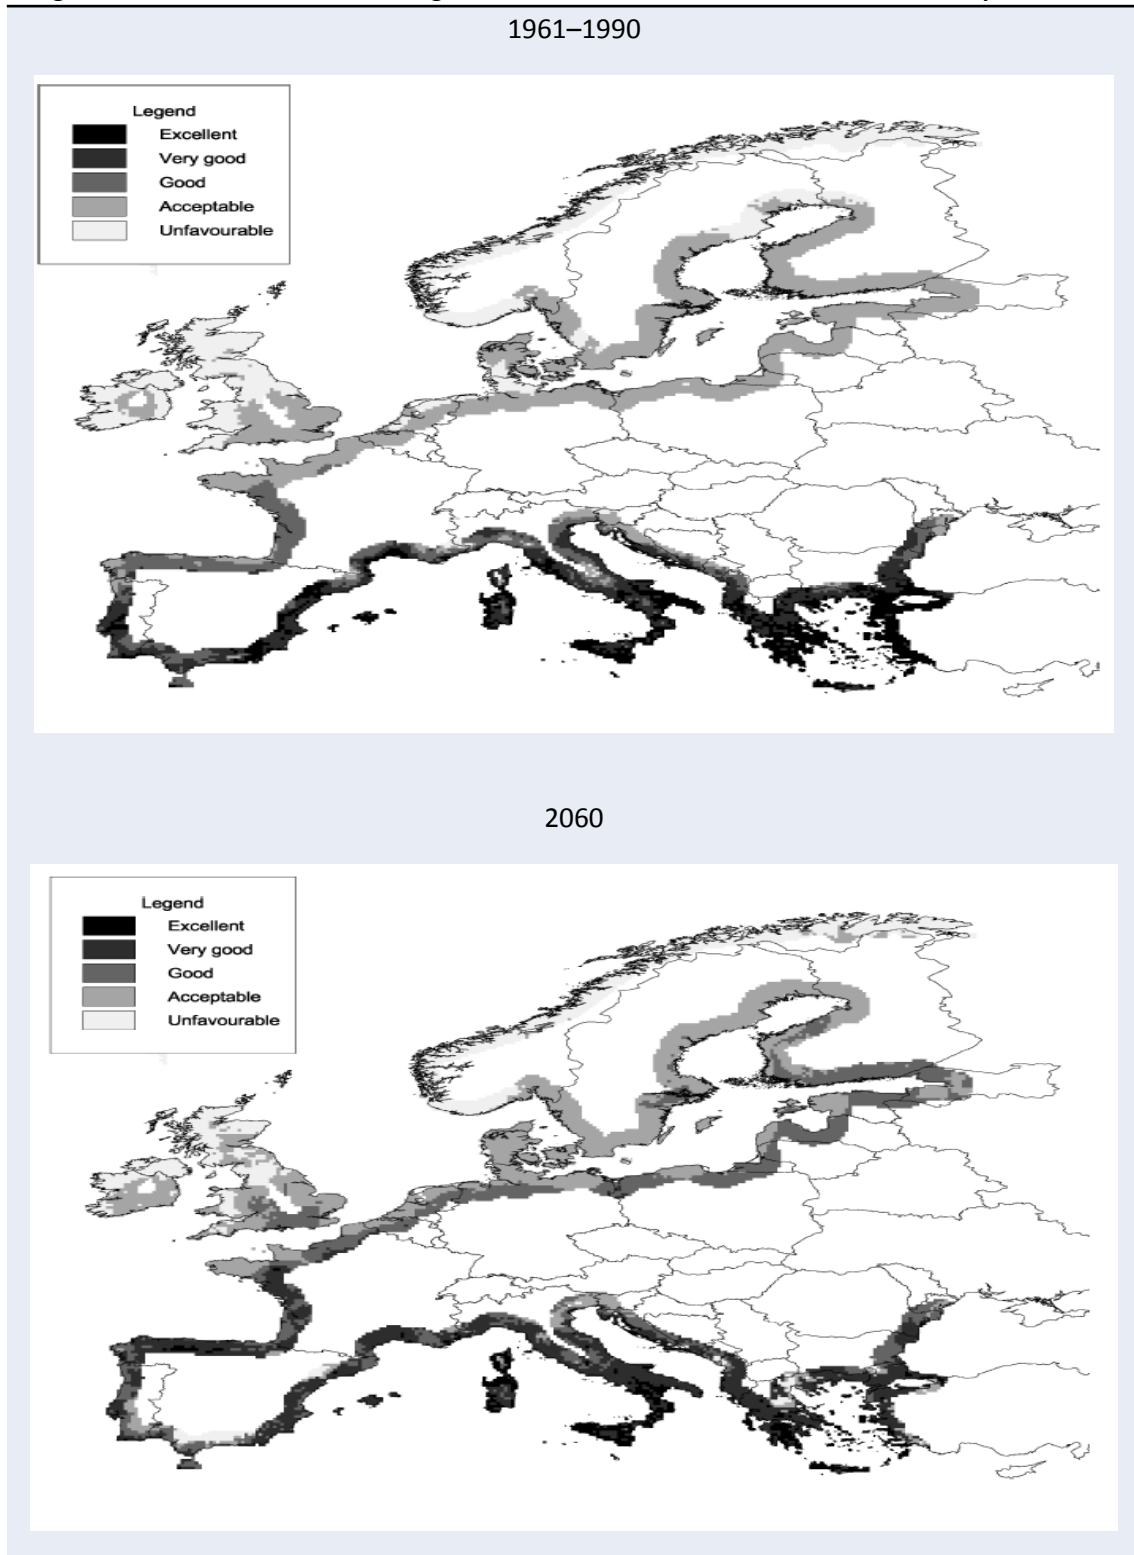 1961–1990
Legend
Excellent
Very good
Good
Acceptable
Unfavourable
2060
Legend
Excellent
Very good
Good
Acceptable
Unfavourable